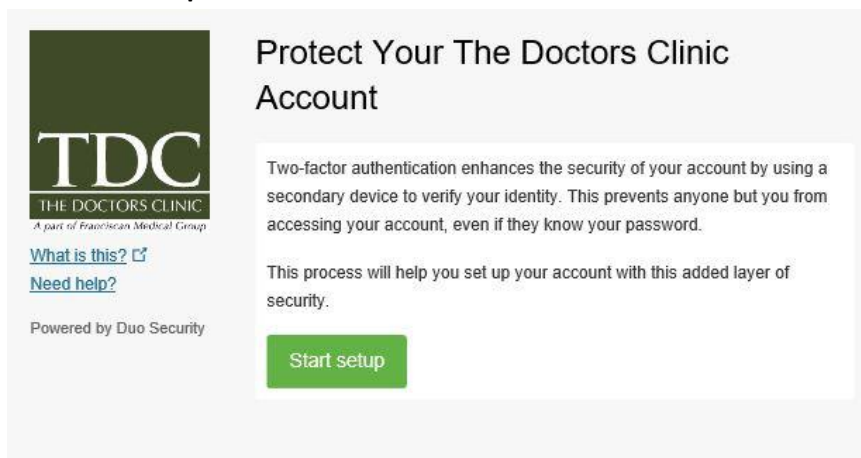 Protect Your The Doctors Clinic
Account
TDC
THE DOCTORS CLINIC
A part of Franciscan Medical Group
What is this?
Need help?
Powered by Duo Security
Two-factor authentication enhances the security of your account by using a
secondary device to verify your identity. This prevents anyone but you from
accessing your account, even if they know your password.
This process will help you set up your account with this added layer of
security.
Start setup